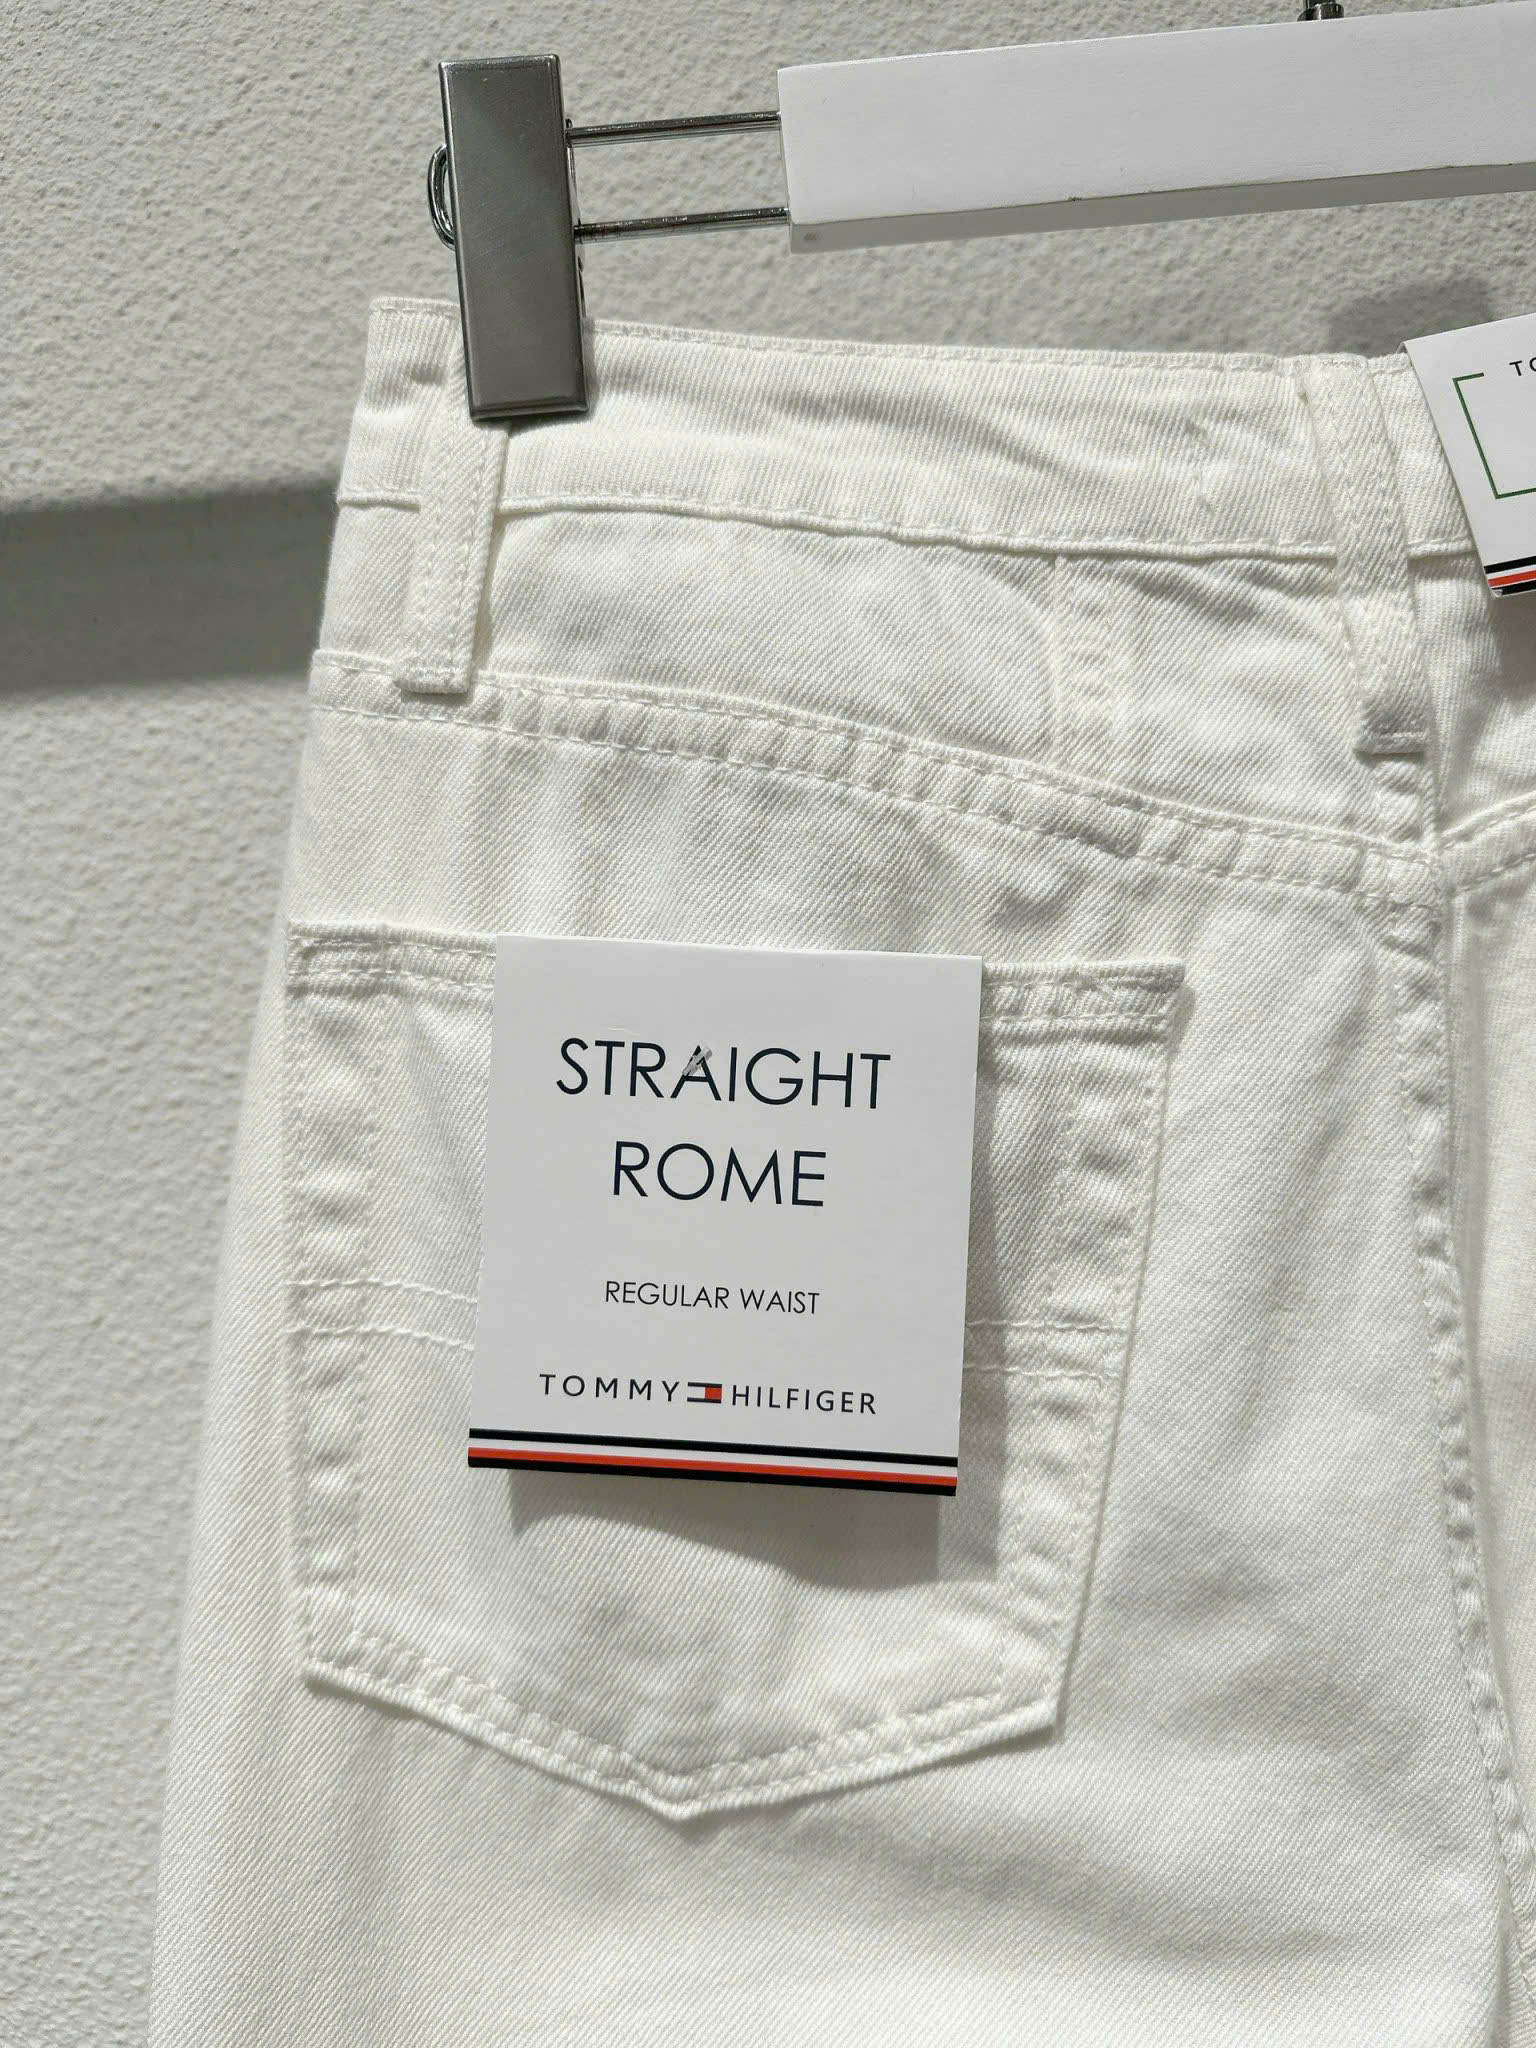 STRAIGHT
ROME
REGULAR WAIST
TOMMY HILFIGER